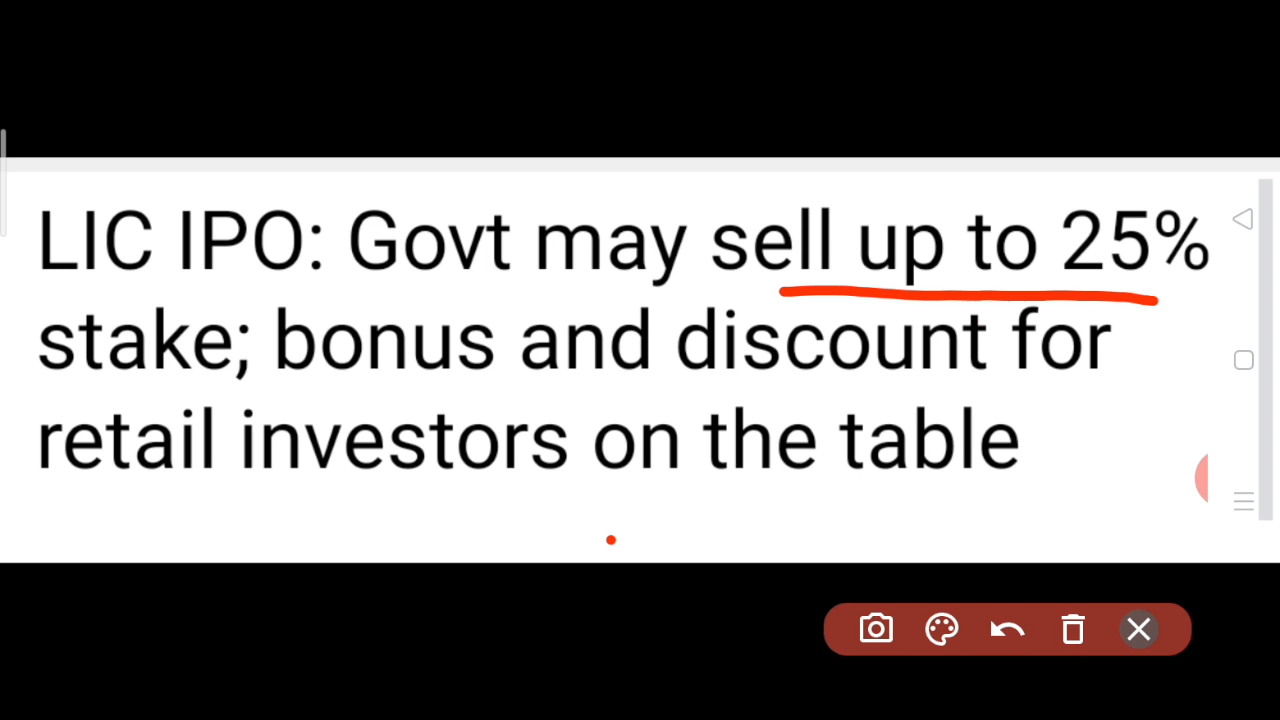 LIC IPO: Govt may sell up to 25%
stake; bonus and discount for
retail investors on the table